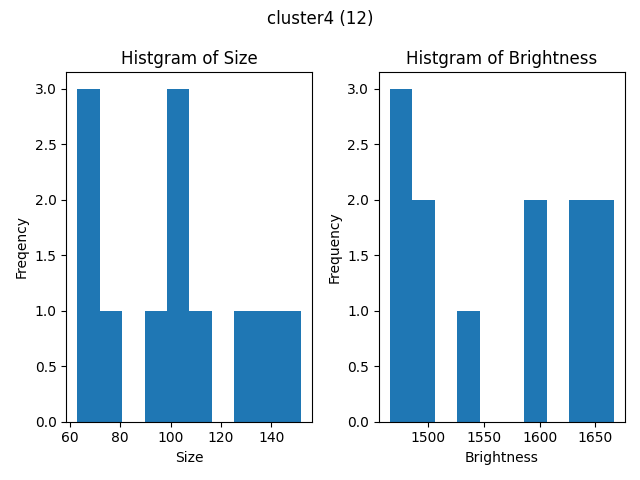 cluster4 (12)
Histgram of Size
3.0
2.5
2.0
1.5
1.0
0.5
0.0
Freqency
60 80 100 120 140
Size
Histgram of Brightness
3.0
2.5
2.0
1.5
1.0
0.5
0.0
Frequency
1500 1550 1600 1650
Brightness